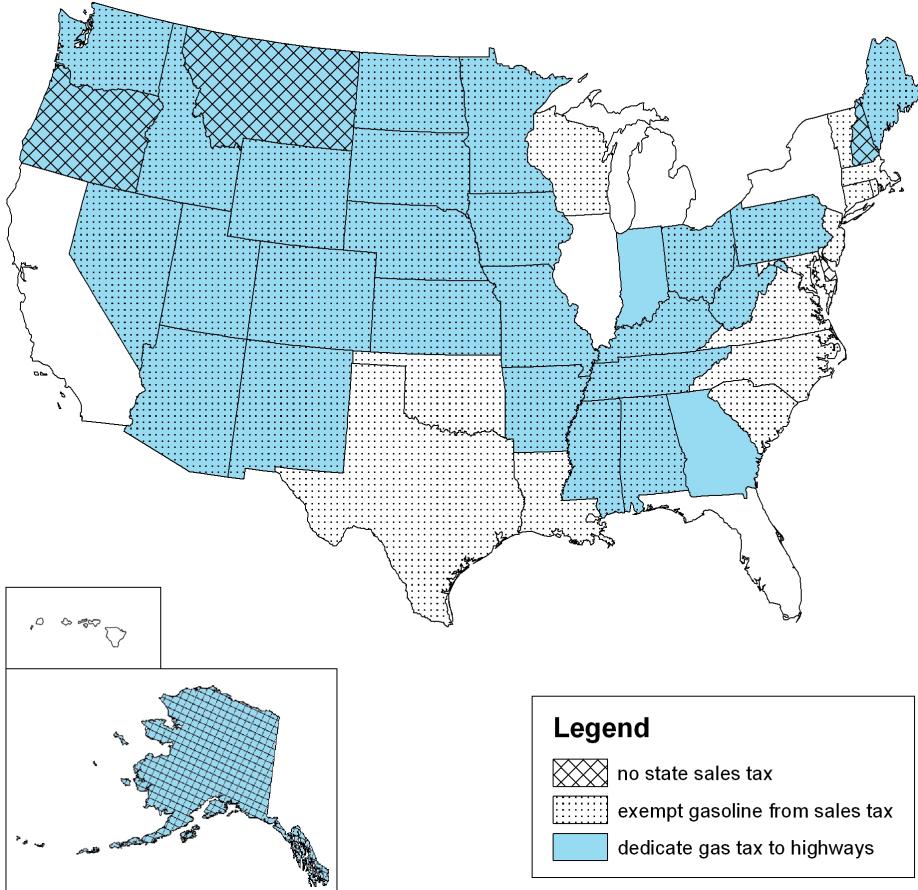 Legend
no state sales tax
exempt gasoline from sales tax
dedicate gas tax to highways